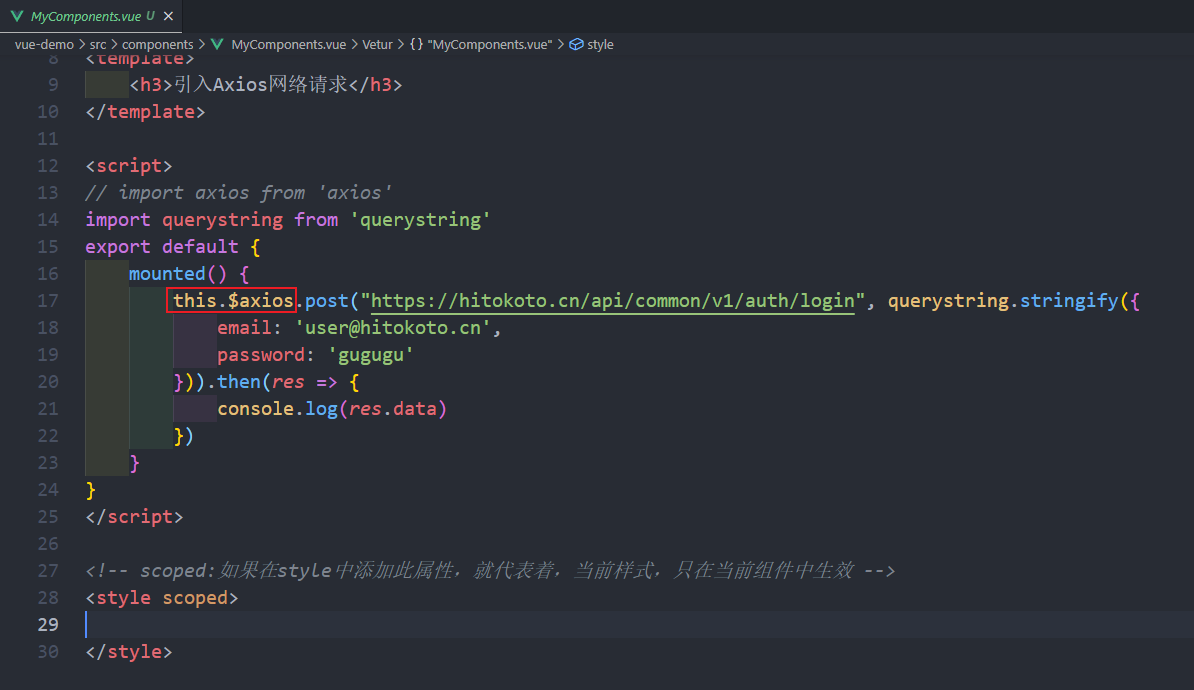 MyComponents.vue U ×
vue-demo > src > components > MyComponents.vue > Vetur > {} "MyComponents.vue" > style
8 <template>
9 <h3>引入Axios网络请求</h3>
10 </template>
11
12 <script>
13 // import axios from 'axios'
14 import querystring from 'querystring'
15 export default {
16 mounted() {
17 this.$axios.post("https://hitokoto.cn/api/common/v1/auth/login", querystring.stringify({
18 email: 'user@hitokoto.cn',
19 password: 'gugugu'
20 })).then(res => {
21 console.log(res.data)
22 })
23 }
24 }
25 </script>
26
27 <!-- scoped:如果在style中添加此属性，就代表着，当前样式，只在当前组件中生效 -->
28 <style scoped>
29
30 </style>